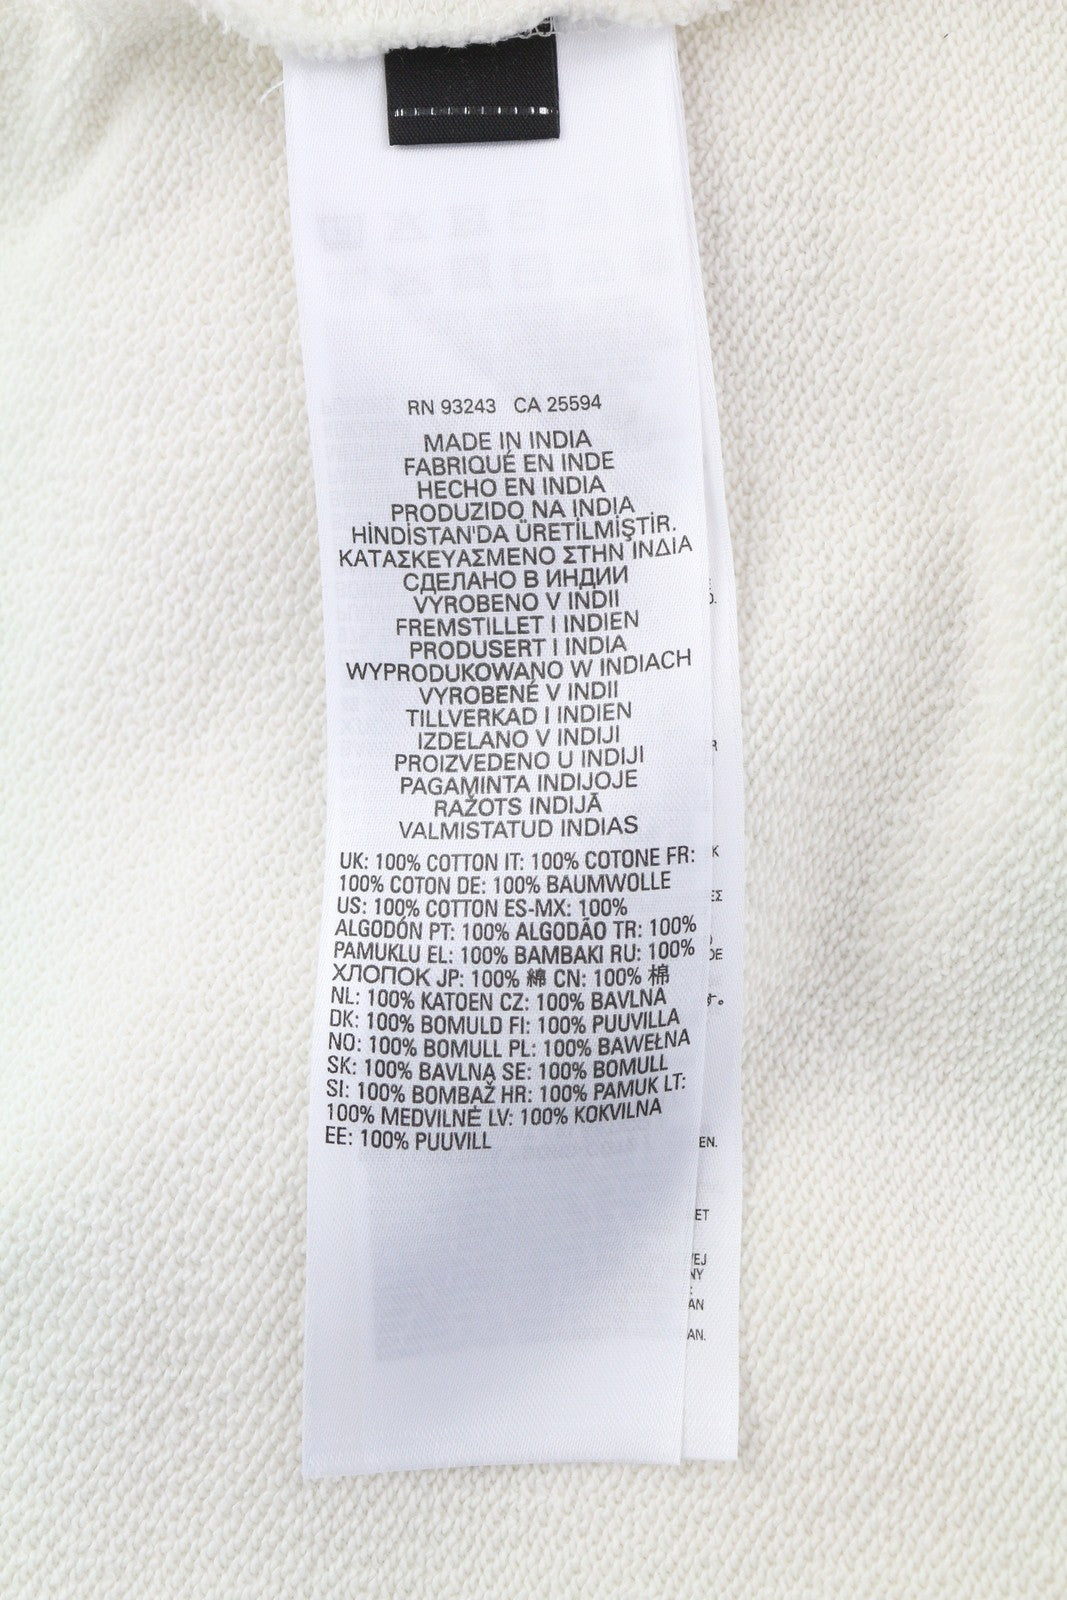 RN 93243 CA 25594
MADE IN INDIA
FABRIQUÉ EN INDE
HECHO EN INDIA
PRODUZIDO NA INDIA
HİNDİSTAN'DA ÜRETİLMİŞTİR.
ΚΑΤΑΣΚΕΥΑΣΜΕΝΟ ΣΤΗΝ ΙΝΔΙΑ
СДЕЛАНО В ИНДИИ
VYROBENO V INDII
FREMSTILLET I INDIEN
PRODUSERT I INDIA
WYPRODUKOWANO W INDIACH
VYROBENÉ V INDII
TILLVERKAD I INDIEN
IZDELANO V INDIJI
PROIZVEDENO U INDIJI
PAGAMINTA INDIJOJE
RAŽOTS INDIJĀ
VALMISTATUD INDIAS
UK: 100% COTTON IT: 100% COTONE FR:
100% COTON DE: 100% BAUMWOLLE
US: 100% COTTON ES-MX: 100%
ALGODÓN PT: 100% ALGODÃO TR: 100%
PAMUKLU EL: 100% ΒΑΜΒΑΚΙ RU: 100%
ХЛОПОК JP: 100% 綿 CN: 100% 棉
NL: 100% KATOEN CZ: 100% BAVLNA
DK: 100% BOMULD FI: 100% PUUVILLA
NO: 100% BOMULL PL: 100% BAWEŁNA
SK: 100% BAVLNA SE: 100% BOMULL
SI: 100% BOMBAŽ HR: 100% PAMUK LT:
100% MEDVILNĖ LV: 100% KOKVILNA
EE: 100% PUUVILL